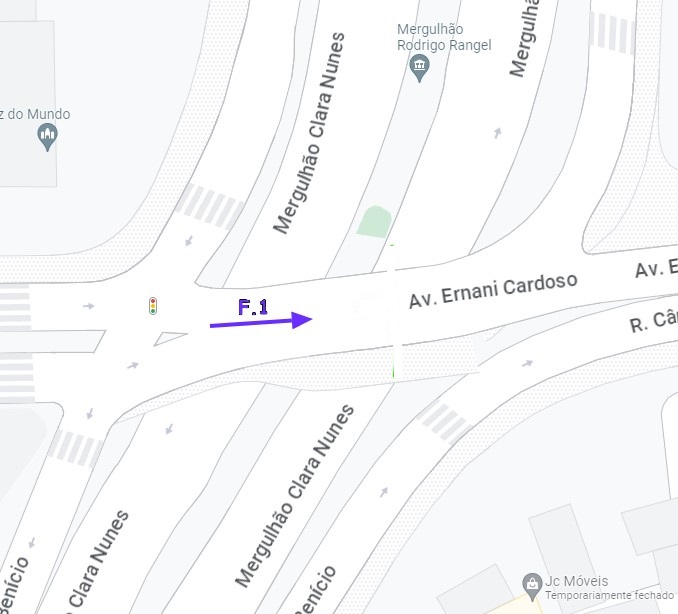 Mergulhão
Rodrigo Rangel
Mergulhão Clara Nunes
Mergulhão
z do Mundo
F.1
Av. Ernani Cardoso
Av. E
R. Câ
Mergulhão Clara Nunes
Clara Nunes
Benício
enício
Jc Móveis
Temporariamente fechado